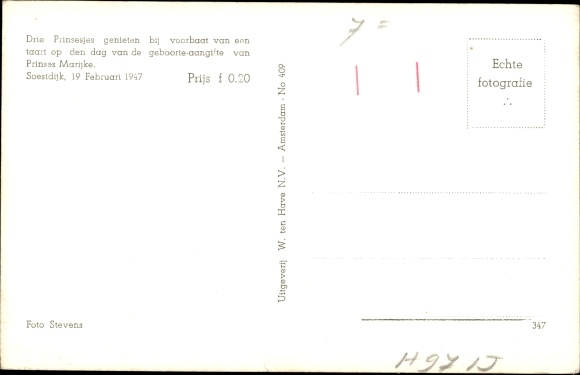 Drie Prinsesjes genieten bij voorbaat van een
taart op den dag van de geboorte-aangifte van
Prinses Marijke.
Soestdijk, 19 Februari 1947 Prijs f 0.20
Uitgeverij W. ten Have N.V. — Amsterdam - No 409
7 =
Echte
fotografie
Foto Stevens
347